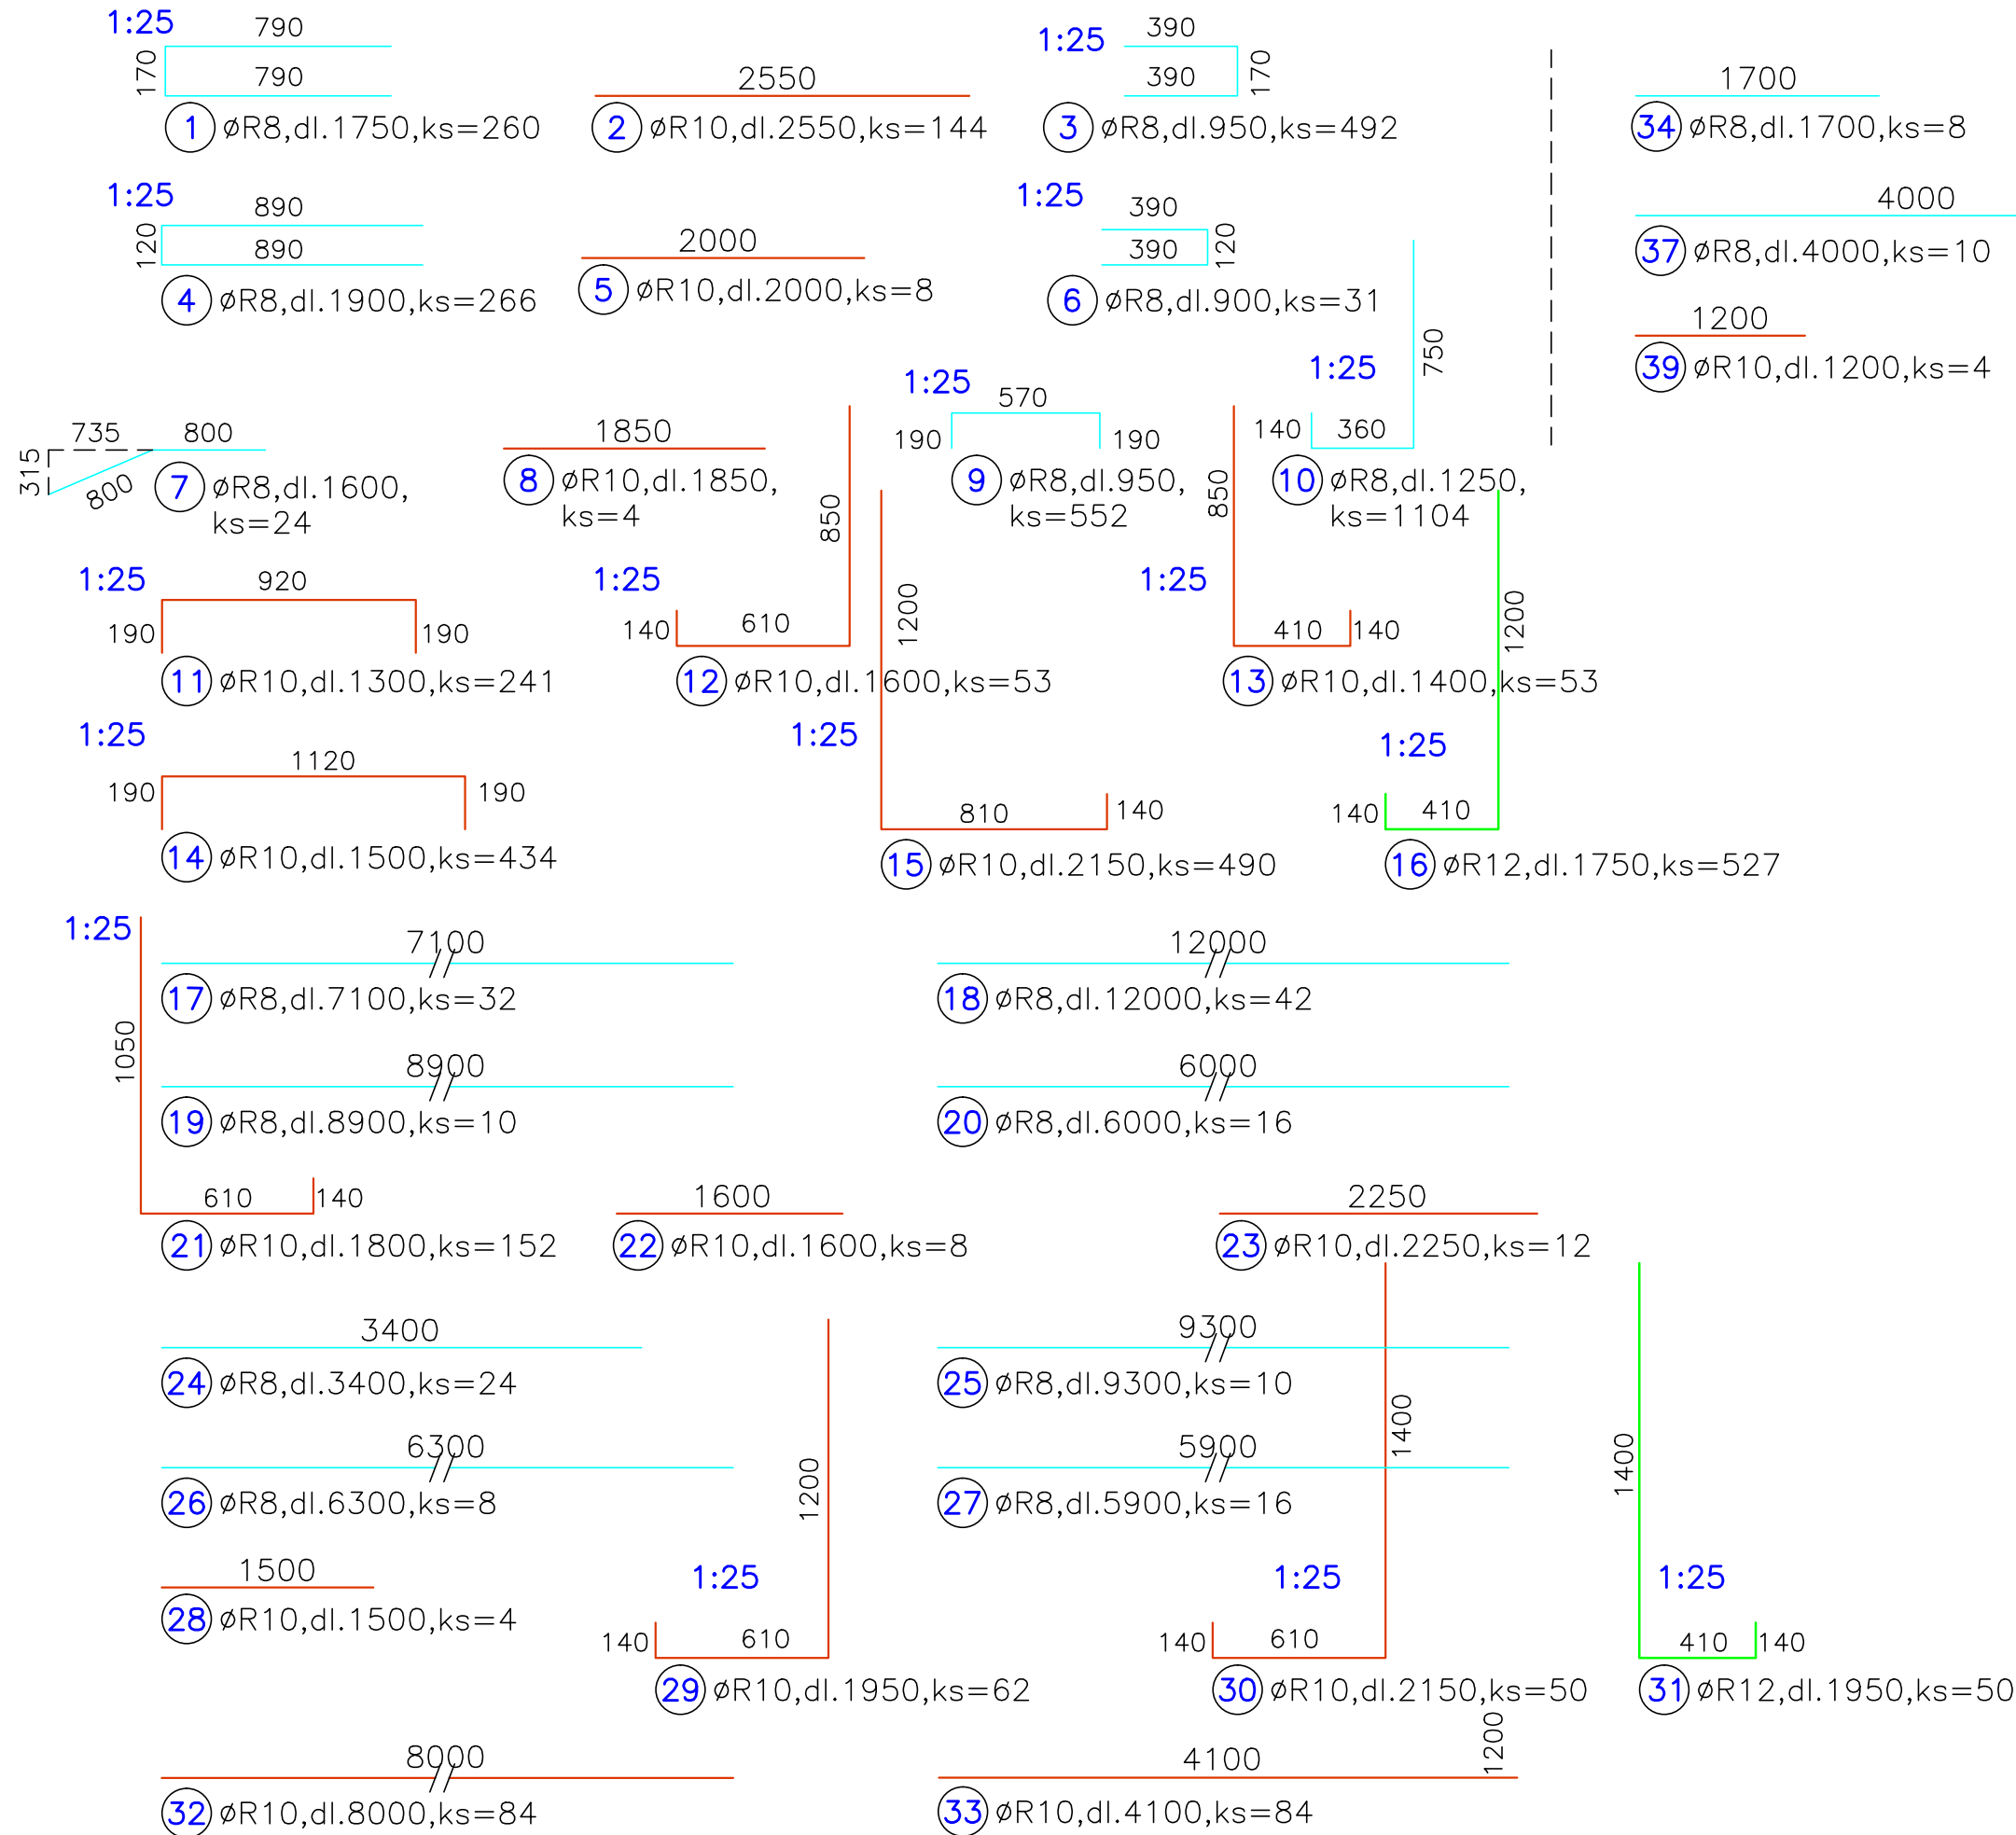 1:25
790
170
790
1 øR8,dl.1750,ks=260
2550
2 øR10,dl.2550,ks=144
1:25
390
390
170
3 øR8,dl.950,ks=492
1700
34 øR8,dl.1700,ks=8
1:25
890
120
890
4 øR8,dl.1900,ks=266
2000
5 øR10,dl.2000,ks=8
1:25
390
390
120
6 øR8,dl.900,ks=31
4000
37 øR8,dl.4000,ks=10
1200
39 øR10,dl.1200,ks=4
735
800
315
800
7 øR8,dl.1600,
ks=24
1850
8 øR10,dl.1850,
ks=4
1:25
570
190
190
9 øR8,dl.950,
ks=552
1:25
750
140
360
10 øR8,dl.1250,
ks=1104
1:25
920
190
190
11 øR10,dl.1300,ks=241
1:25
850
140
610
12 øR10,dl.1600,ks=53
1:25
850
410
140
13 øR10,dl.1400,ks=53
1:25
1120
190
190
14 øR10,dl.1500,ks=434
1:25
1200
810
140
15 øR10,dl.2150,ks=490
1:25
1200
140
410
16 øR12,dl.1750,ks=527
7100
17 øR8,dl.7100,ks=32
12000
18 øR8,dl.12000,ks=42
8900
19 øR8,dl.8900,ks=10
6000
20 øR8,dl.6000,ks=16
1:25
1050
610
140
21 øR10,dl.1800,ks=152
1600
22 øR10,dl.1600,ks=8
2250
23 øR10,dl.2250,ks=12
3400
24 øR8,dl.3400,ks=24
9300
25 øR8,dl.9300,ks=10
6300
26 øR8,dl.6300,ks=8
5900
27 øR8,dl.5900,ks=16
1500
28 øR10,dl.1500,ks=4
1:25
1200
140
610
29 øR10,dl.1950,ks=62
1:25
1400
140
610
30 øR10,dl.2150,ks=50
1:25
1400
410
140
31 øR12,dl.1950,ks=50
8000
32 øR10,dl.8000,ks=84
4100
33 øR10,dl.4100,ks=84
1200